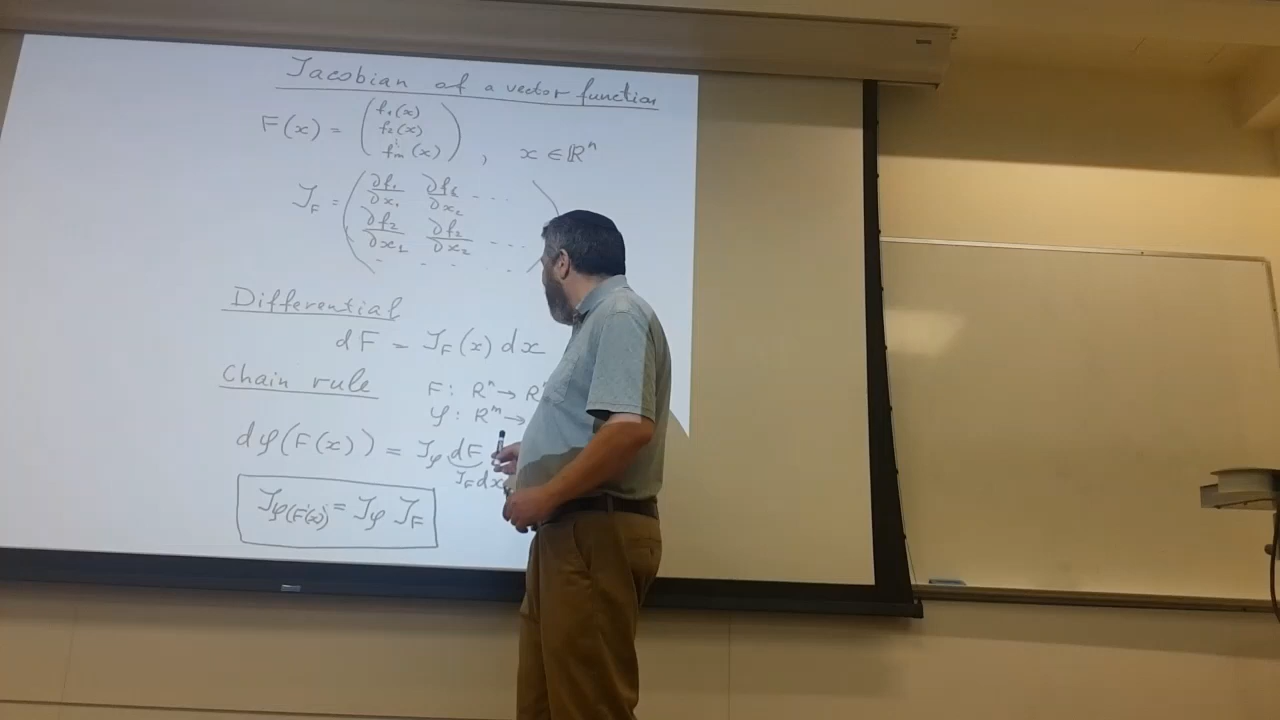 Jacobian of a vector function
F(x) = ( f₁(x)
f₂(x)
⋮
fₘ(x) ) , x ∈ ℝⁿ
J_F = ( ∂f₁/∂x₁ ∂f₁/∂x₂ ...
∂f₂/∂x₁ ∂f₂/∂x₂ ...
. . . . )
Differential
dF = J_F(x) dx
Chain rule F: Rⁿ → R
φ: Rᵐ →
dφ(F(x)) = J_φ dF
J_F dx
J_φ(F(x)) = J_φ J_F